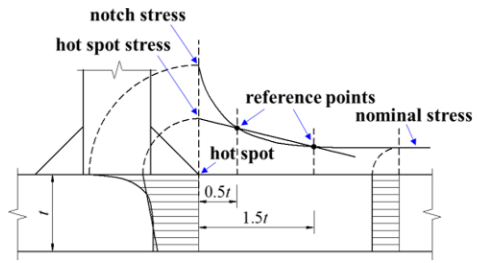 notch stress
hot spot stress
reference points
nominal stress
hot spot
0.5t
1.5t
t